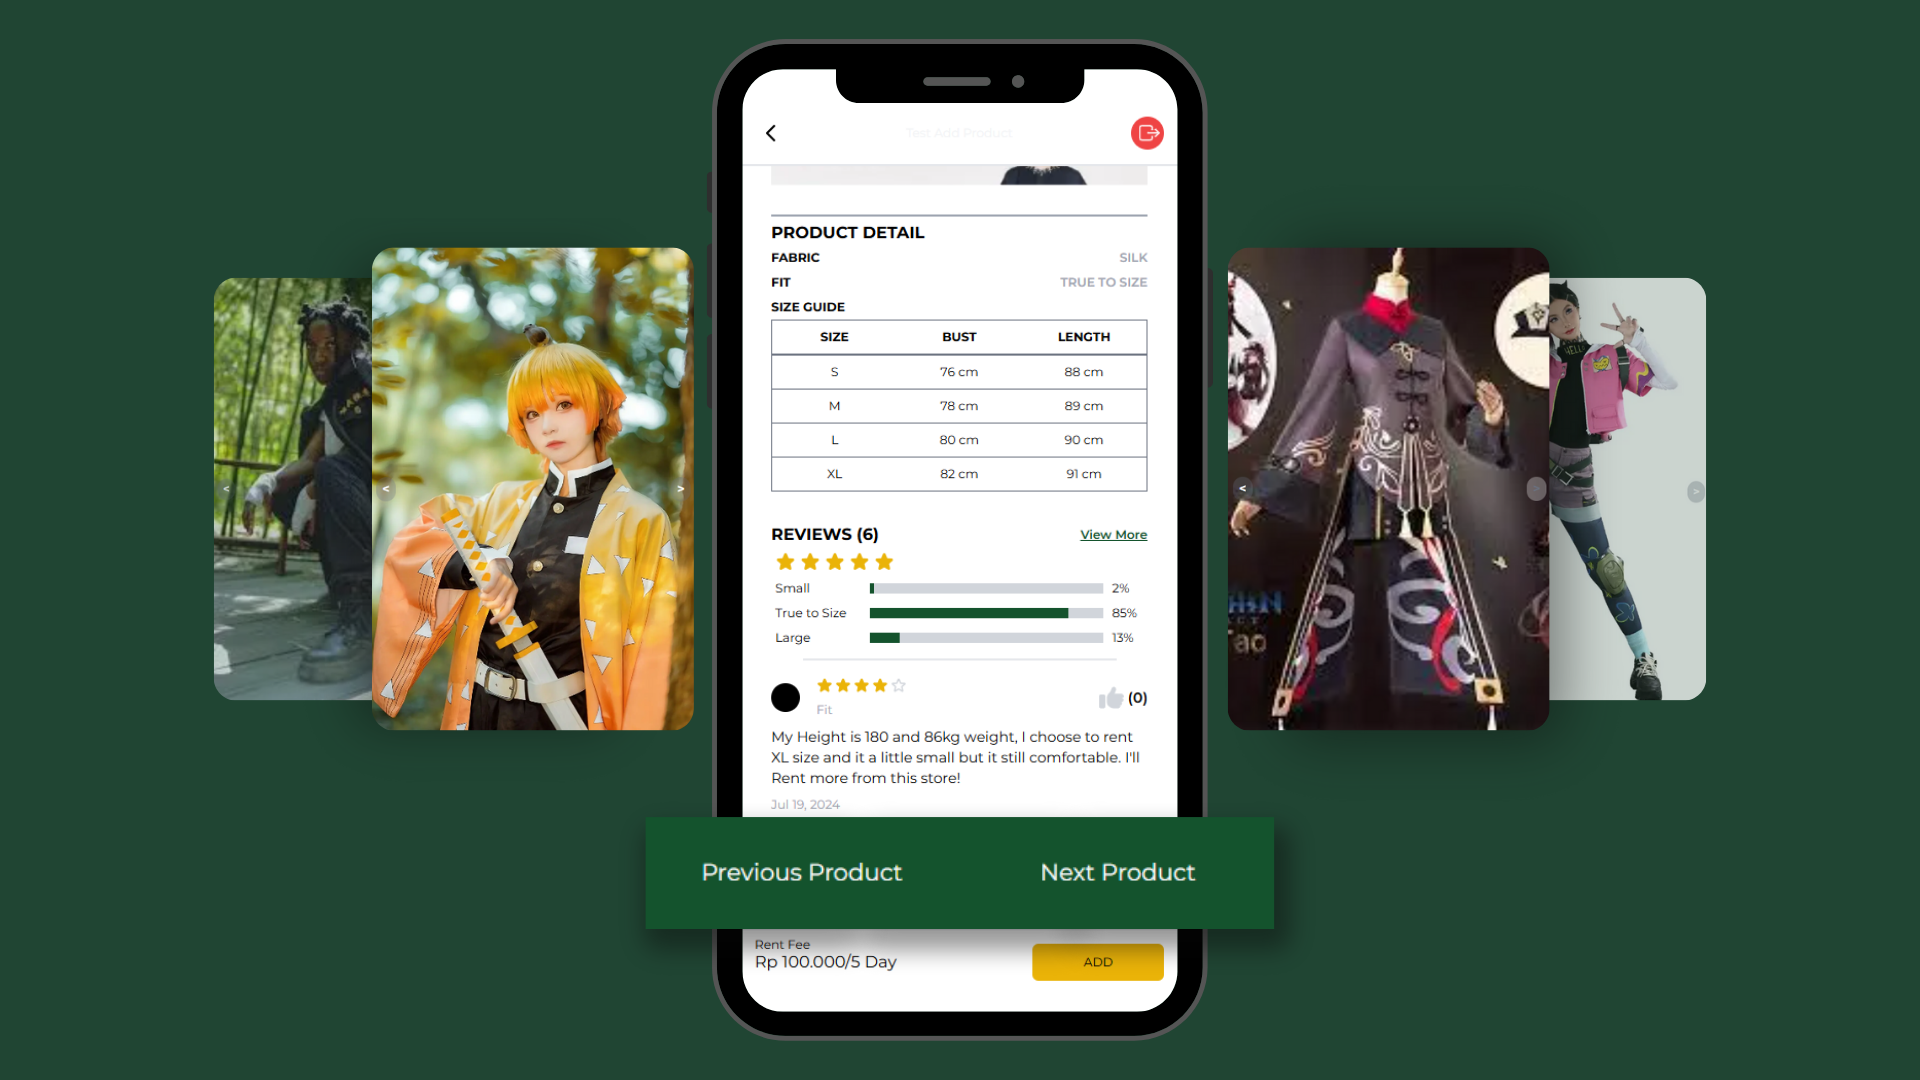 Test Add Product
PRODUCT DETAIL
FABRIC SILK
FIT TRUE TO SIZE
SIZE GUIDE
SIZE BUST LENGTH
S 76 cm 88 cm
M 78 cm 89 cm
L 80 cm 90 cm
XL 82 cm 91 cm
REVIEWS (6) View More
Small 2%
True to Size 85%
Large 13%
Fit (0)
My Height is 180 and 86kg weight, I choose to rent
XL size and it a little small but it still comfortable. I'll
Rent more from this store!
Jul 19, 2024
Previous Product Next Product
Rent Fee
Rp 100.000/5 Day
ADD
< < > < >